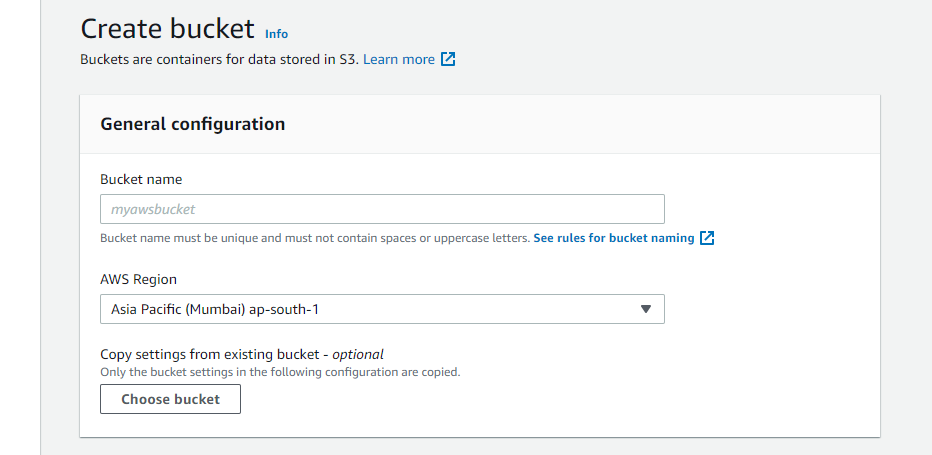 Create bucket Info
Buckets are containers for data stored in S3. Learn more
General configuration
Bucket name
myawsbucket
Bucket name must be unique and must not contain spaces or uppercase letters. See rules for bucket naming
AWS Region
Asia Pacific (Mumbai) ap-south-1
Copy settings from existing bucket - optional
Only the bucket settings in the following configuration are copied.
Choose bucket